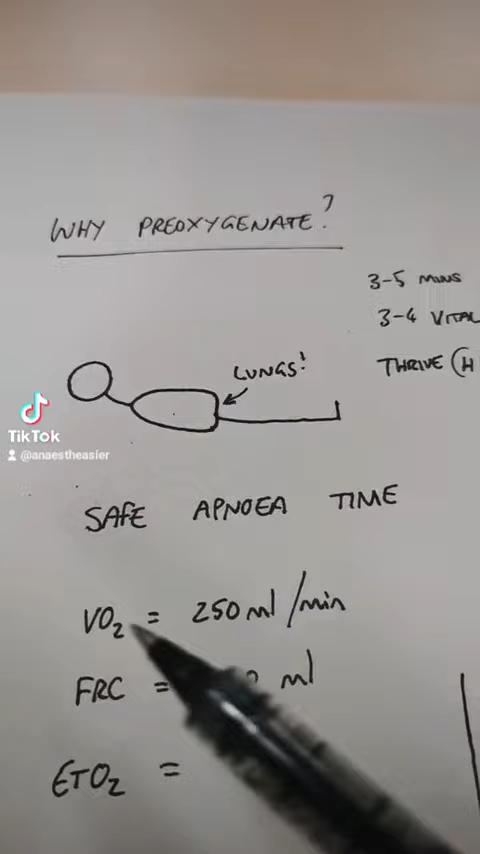 WHY PREOXYGENATE?
3-5 MINS
3-4 VITAL
THRIVE (H
LUNGS!
TikTok
@anaestheasier
SAFE APNOEA TIME
VO2 = 250 ml/min
FRC = ml
ETO2 =